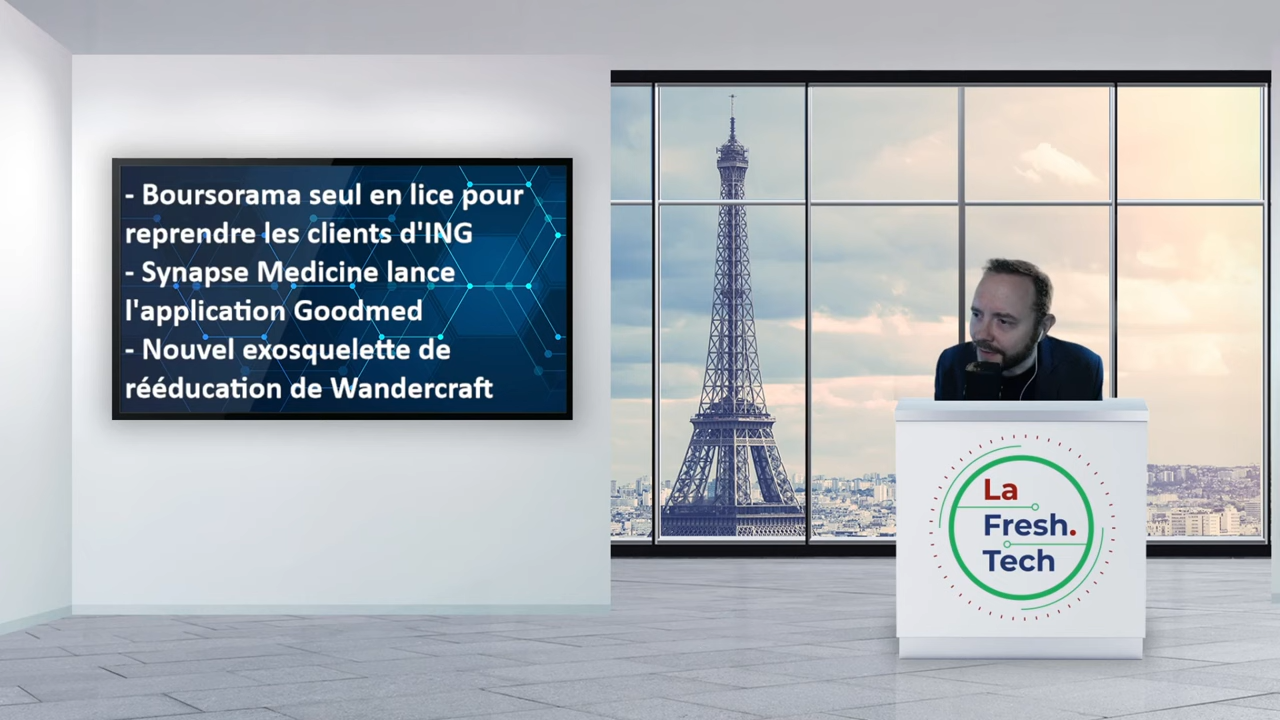 - Boursorama seul en lice pour
reprendre les clients d'ING
- Synapse Medicine lance
l'application Goodmed
- Nouvel exosquelette de
rééducation de Wandercraft
La
Fresh.
Tech